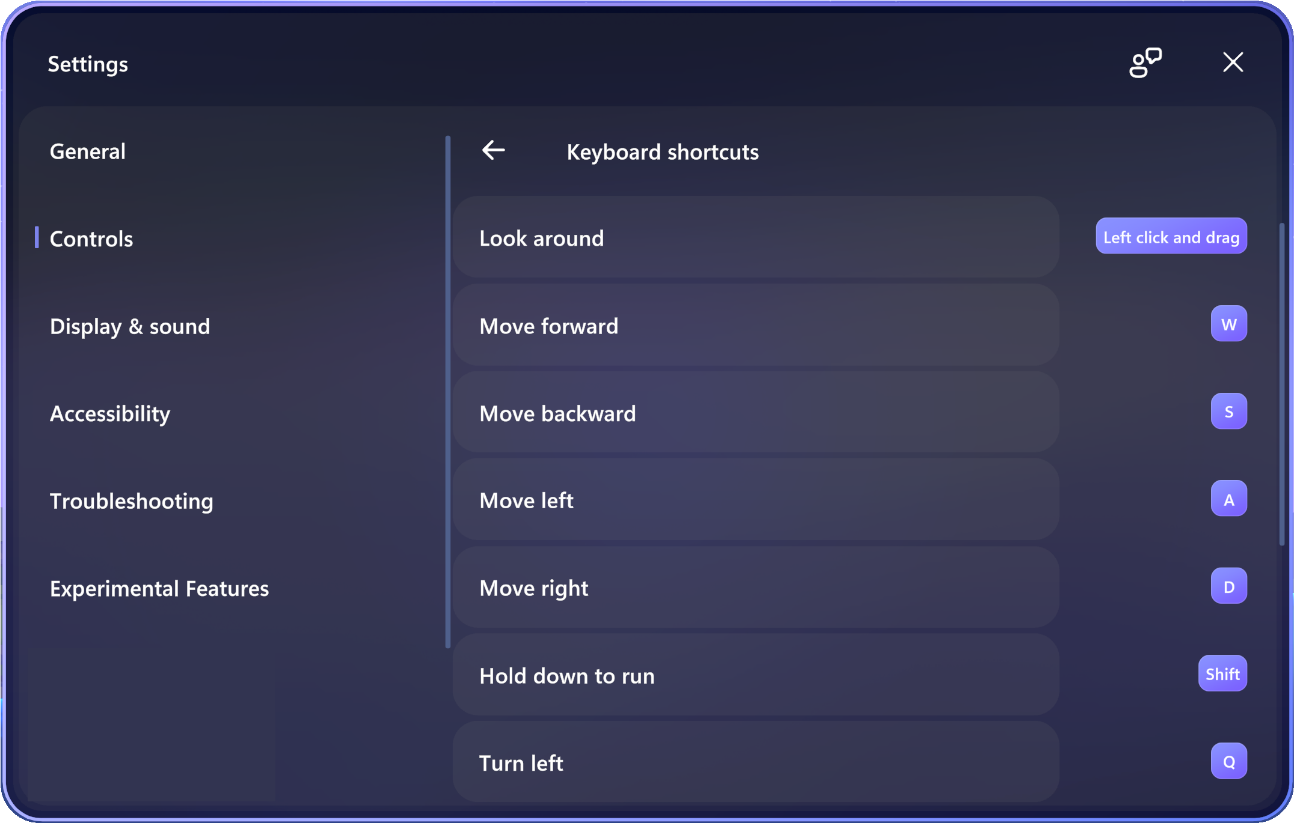 Settings
General
Controls
Display & sound
Accessibility
Troubleshooting
Experimental Features
Keyboard shortcuts
Look around
Left click and drag
Move forward
W
Move backward
S
Move left
A
Move right
D
Hold down to run
Shift
Turn left
Q